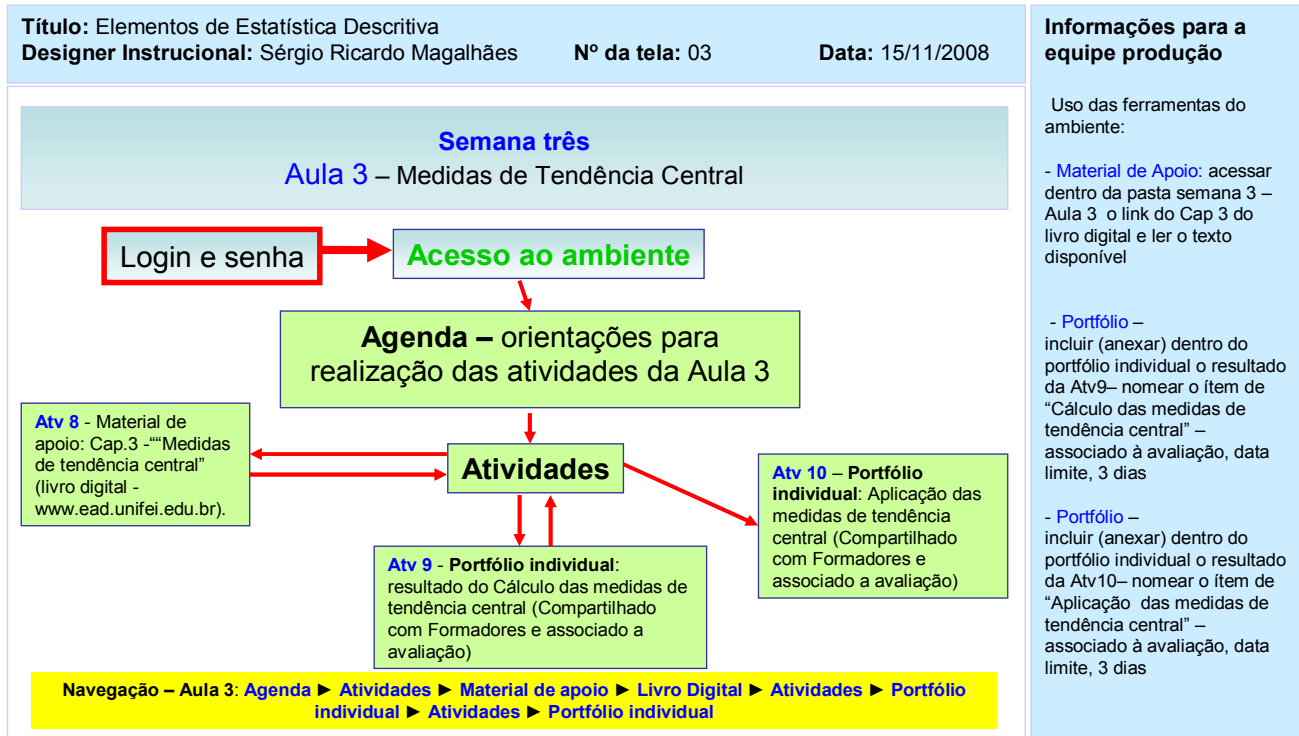 Título: Elementos de Estatística Descritiva
Designer Instrucional: Sérgio Ricardo Magalhães Nº da tela: 03 Data: 15/11/2008
Semana três
Aula 3 – Medidas de Tendência Central
Login e senha
Acesso ao ambiente
Agenda – orientações para
realização das atividades da Aula 3
Atv 8 - Material de
apoio: Cap.3 -““Medidas
de tendência central”
(livro digital -
www.ead.unifei.edu.br).
Atividades
Atv 10 – Portfólio
individual: Aplicação das
medidas de tendência
central (Compartilhado
com Formadores e
associado a avaliação)
Atv 9 - Portfólio individual:
resultado do Cálculo das medidas de
tendência central (Compartilhado
com Formadores e associado a
avaliação)
Navegação – Aula 3: Agenda ► Atividades ► Material de apoio ► Livro Digital ► Atividades ► Portfólio
individual ► Atividades ► Portfólio individual
Informações para a
equipe produção
Uso das ferramentas do
ambiente:
- Material de Apoio: acessar
dentro da pasta semana 3 –
Aula 3 o link do Cap 3 do
livro digital e ler o texto
disponível
- Portfólio –
incluir (anexar) dentro do
portfólio individual o resultado
da Atv9– nomear o ítem de
“Cálculo das medidas de
tendência central” –
associado à avaliação, data
limite, 3 dias
- Portfólio –
incluir (anexar) dentro do
portfólio individual o resultado
da Atv10– nomear o ítem de
“Aplicação das medidas de
tendência central” –
associado à avaliação, data
limite, 3 dias